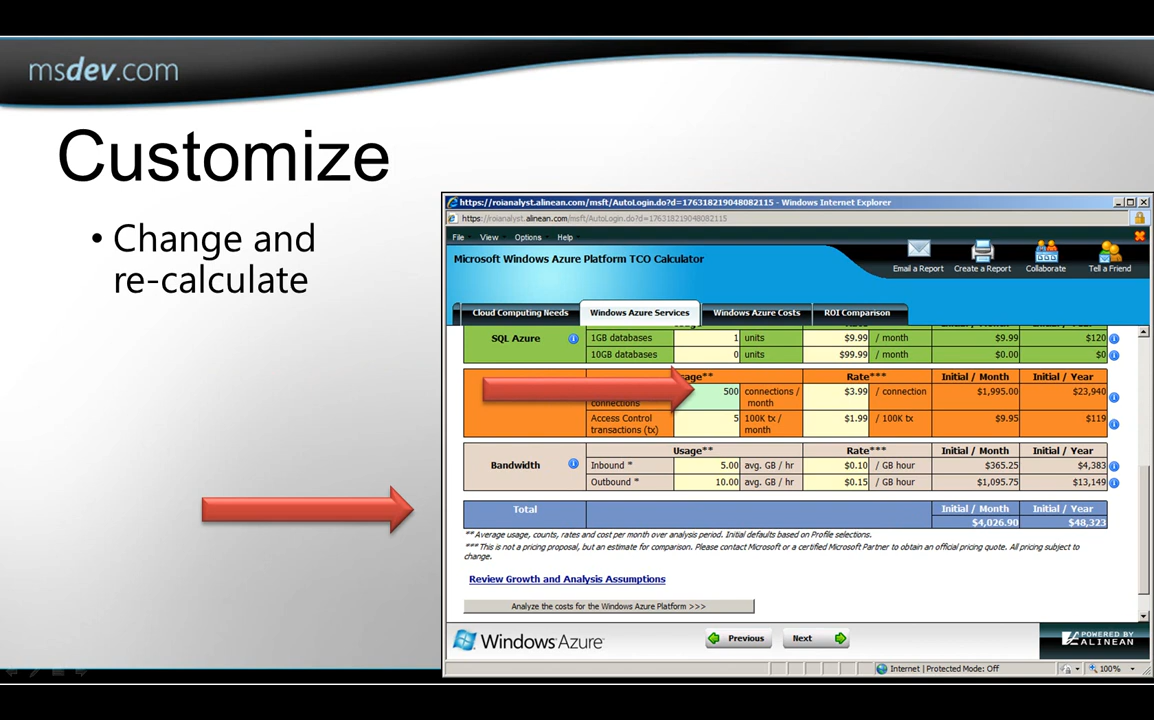 msdev.com
Customize
• Change and
re-calculate
https://roianalyst.alinean.com/msft/AutoLogin.do?d=176318219048082115 - Windows Internet Explorer
https://roianalyst.alinean.com/msft/AutoLogin.do?d=176318219048082115
File View Options Help
Microsoft Windows Azure Platform TCO Calculator
Email a Report Create a Report Collaborate Tell a Friend
Cloud Computing Needs Windows Azure Services Windows Azure Costs ROI Comparison
SQL Azure 1GB databases 1 units $9.99 / month $9.99 $120
10GB databases 0 units $99.99 / month $0.00 $0
Rate*** Initial / Month Initial / Year
500 connections / month $3.99 / connection $1,995.00 $23,940
connections
Access Control transactions (tx) 5 100K tx / month $1.99 / 100K tx $9.95 $119
Usage** Rate*** Initial / Month Initial / Year
Bandwidth Inbound * 5.00 avg. GB / hr $0.10 / GB hour $365.25 $4,383
Outbound * 10.00 avg. GB / hr $0.15 / GB hour $1,095.75 $13,149
Total Initial / Month Initial / Year
$4,026.90 $48,323
** Average usage, counts, rates and cost per month over analysis period. Initial defaults based on Profile selections.
*** This is not a pricing proposal, but an estimate for comparison. Please contact Microsoft or a certified Microsoft Partner to obtain an official pricing quote. All pricing subject to
change.
Review Growth and Analysis Assumptions
Analyze the costs for the Windows Azure Platform >>>
Windows Azure Previous Next POWERED BY
ALINEAN
Internet | Protected Mode: Off 100%